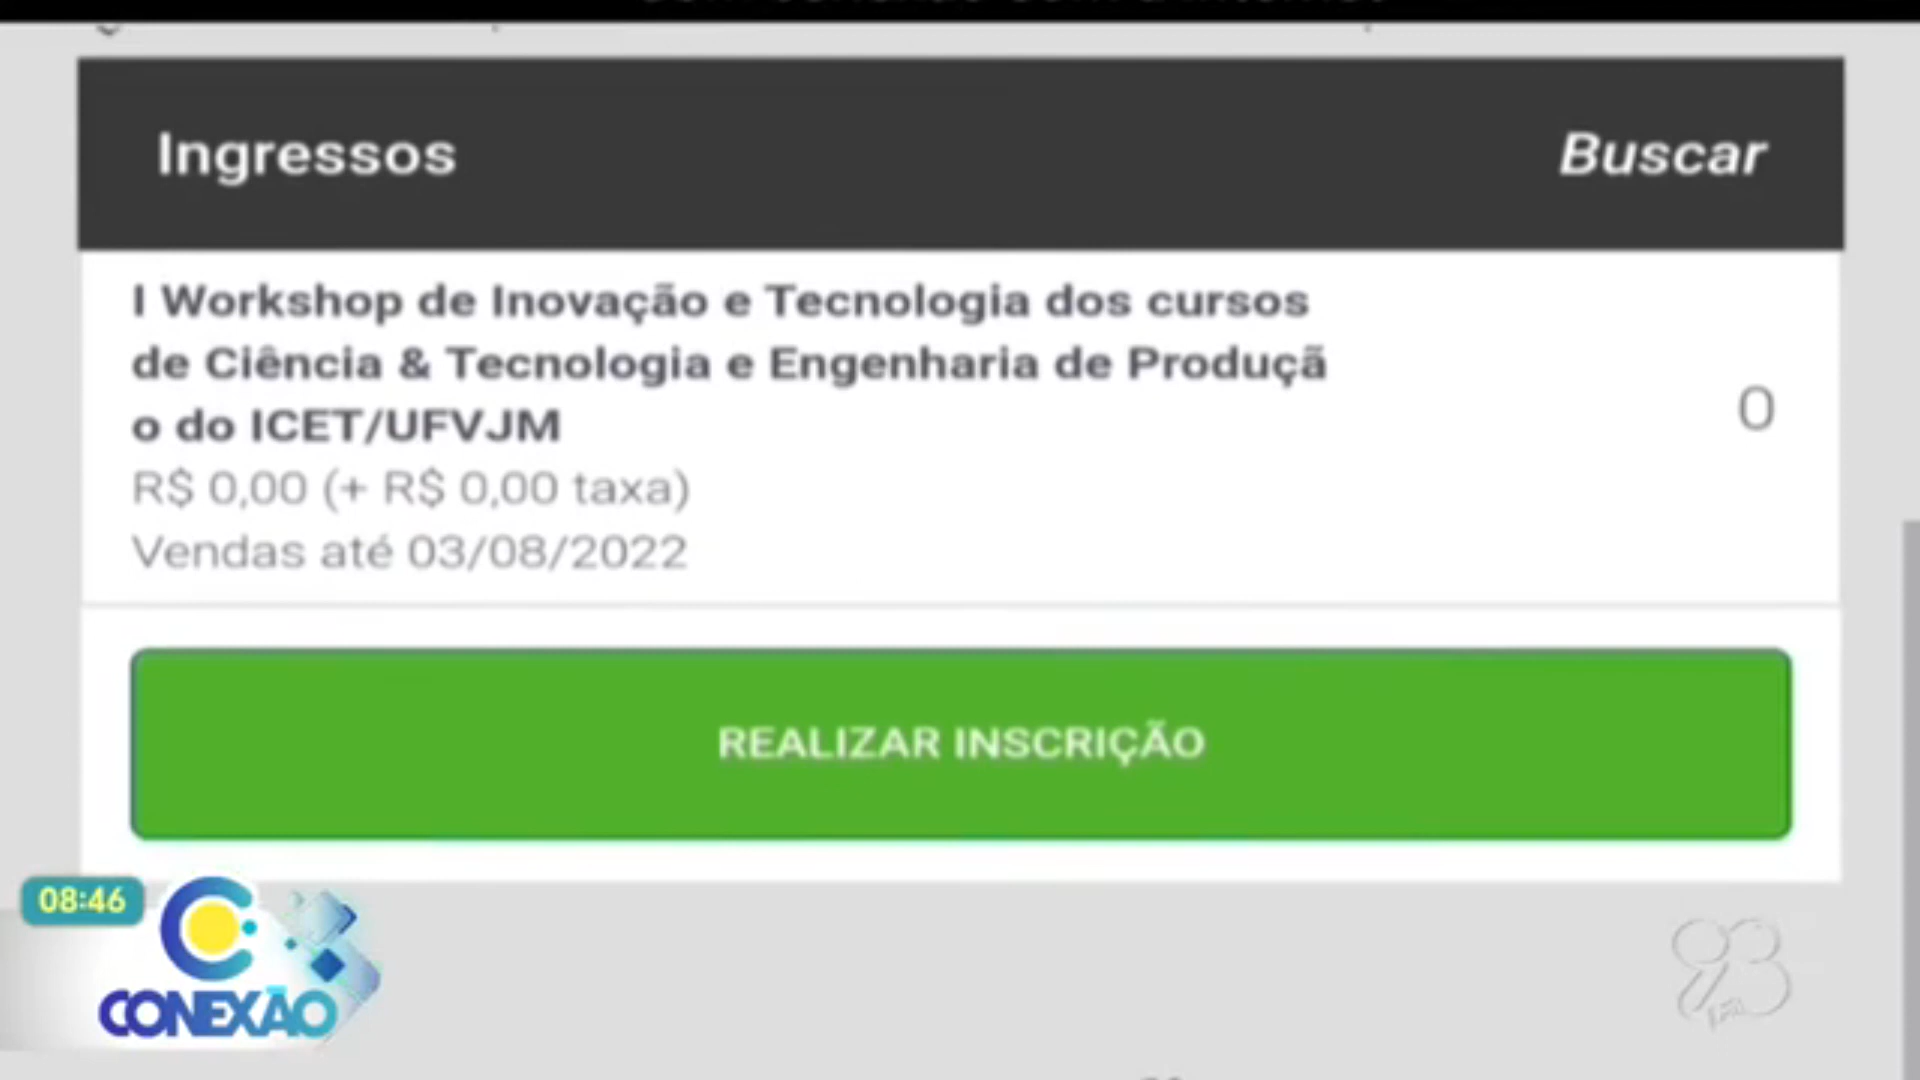 Ingressos
Buscar
I Workshop de Inovação e Tecnologia dos cursos
de Ciência & Tecnologia e Engenharia de Produçã
o do ICET/UFVJM
0
R$ 0,00 (+ R$ 0,00 taxa)
Vendas até 03/08/2022
REALIZAR INSCRIÇÃO
08:46
CONEXÃO
93